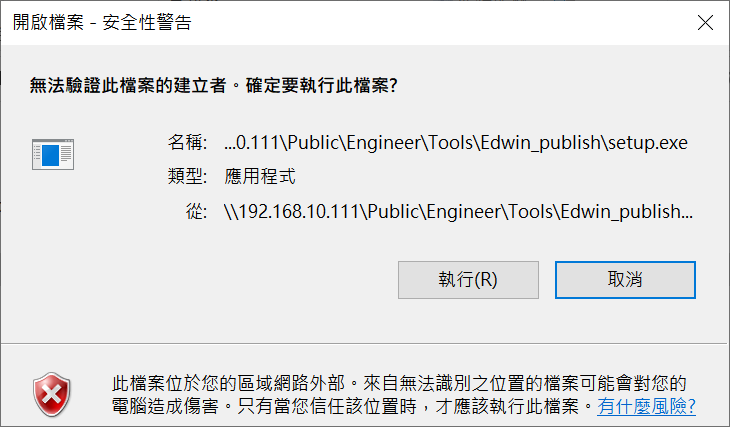 開啟檔案 - 安全性警告
無法驗證此檔案的建立者。確定要執行此檔案?
名稱: ...0.111\Public\Engineer\Tools\Edwin_publish\setup.exe
類型: 應用程式
從: \\192.168.10.111\Public\Engineer\Tools\Edwin_publish...
執行(R) 取消
此檔案位於您的區域網路外部。來自無法識別之位置的檔案可能會對您的
電腦造成傷害。只有當您信任該位置時，才應該執行此檔案。有什麼風險?